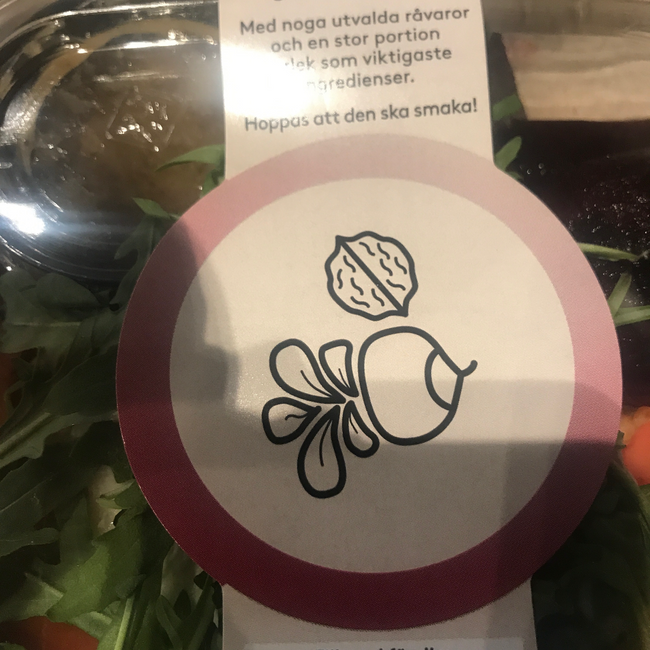 Med noga utvalda råvaror
och en stor portion
som viktigaste
Hoppas att den ska smaka!